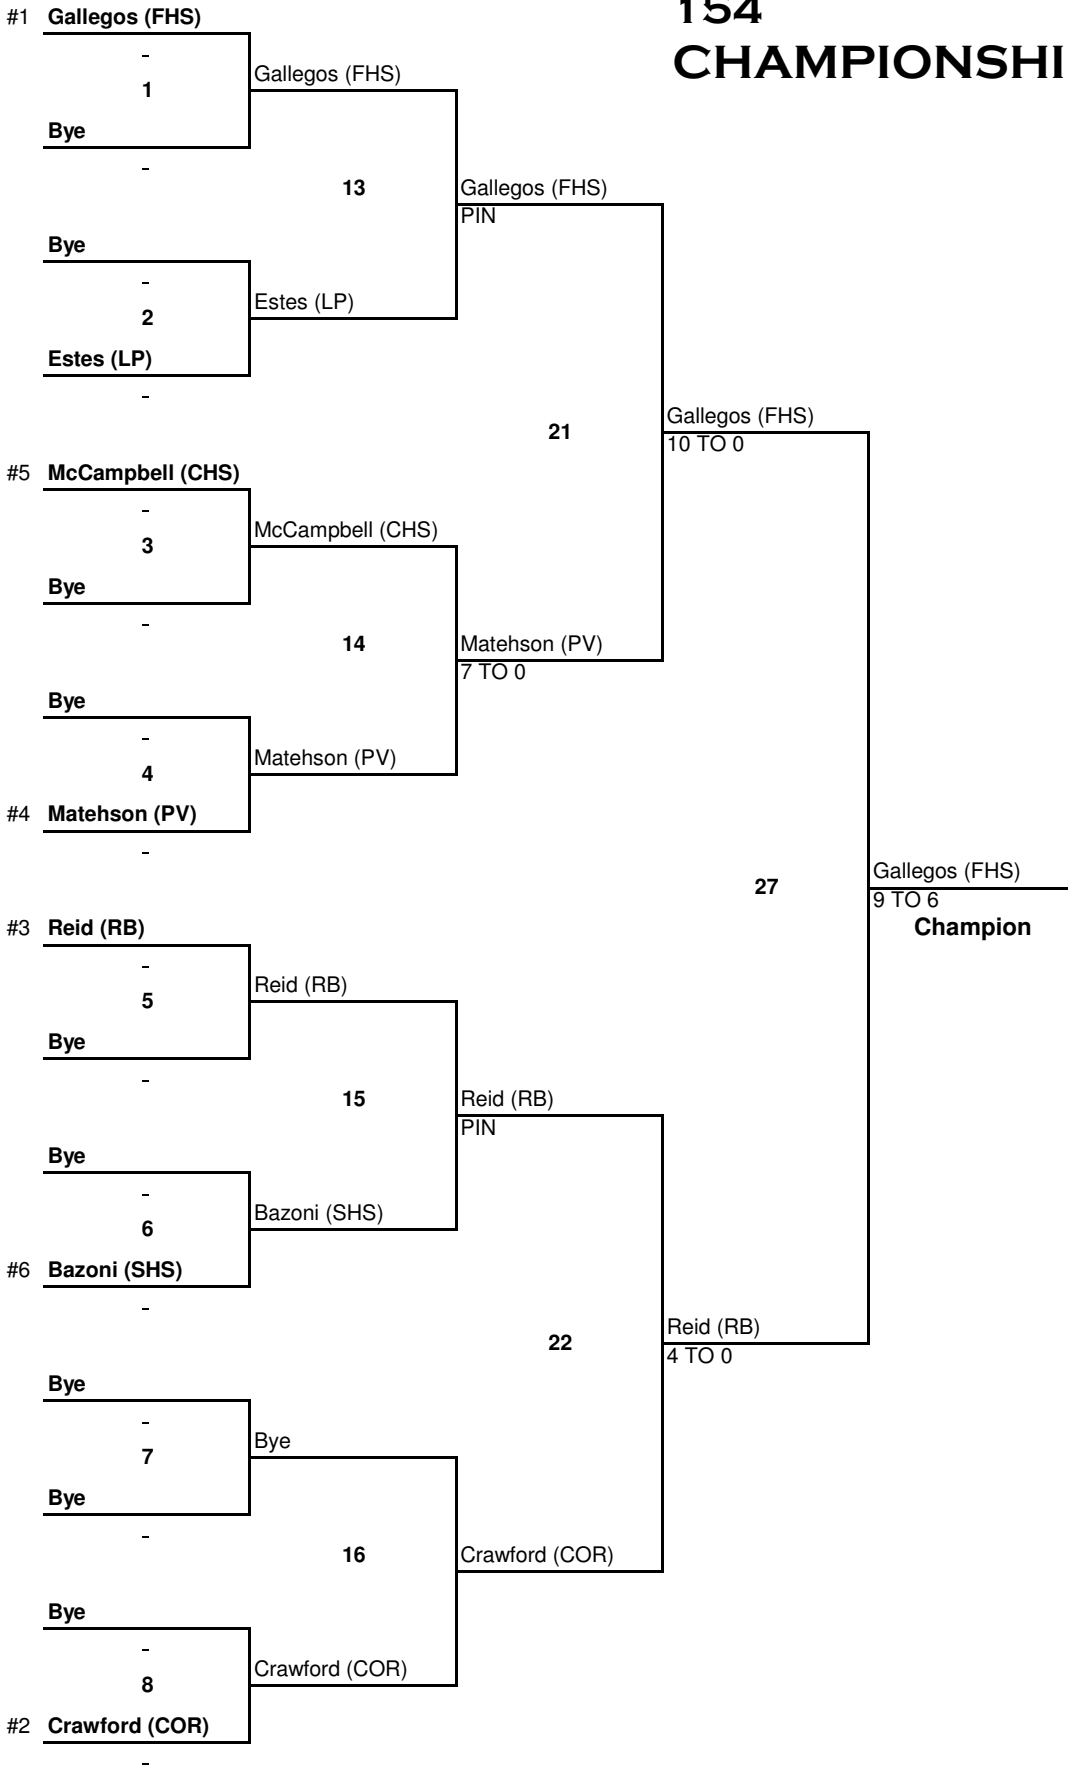 154
CHAMPIONSHI
#1 Gallegos (FHS)
-
1
Gallegos (FHS)
Bye
-
13
Gallegos (FHS)
PIN
Bye
-
2
Estes (LP)
Estes (LP)
-
21
Gallegos (FHS)
10 TO 0
#5 McCampbell (CHS)
-
3
McCampbell (CHS)
Bye
-
14
Matehson (PV)
7 TO 0
Bye
-
4
Matehson (PV)
#4 Matehson (PV)
-
27
Gallegos (FHS)
9 TO 6
Champion
#3 Reid (RB)
-
5
Reid (RB)
Bye
-
15
Reid (RB)
PIN
Bye
-
6
Bazoni (SHS)
#6 Bazoni (SHS)
-
22
Reid (RB)
4 TO 0
Bye
-
7
Bye
Bye
-
16
Crawford (COR)
Bye
-
8
Crawford (COR)
#2 Crawford (COR)
-